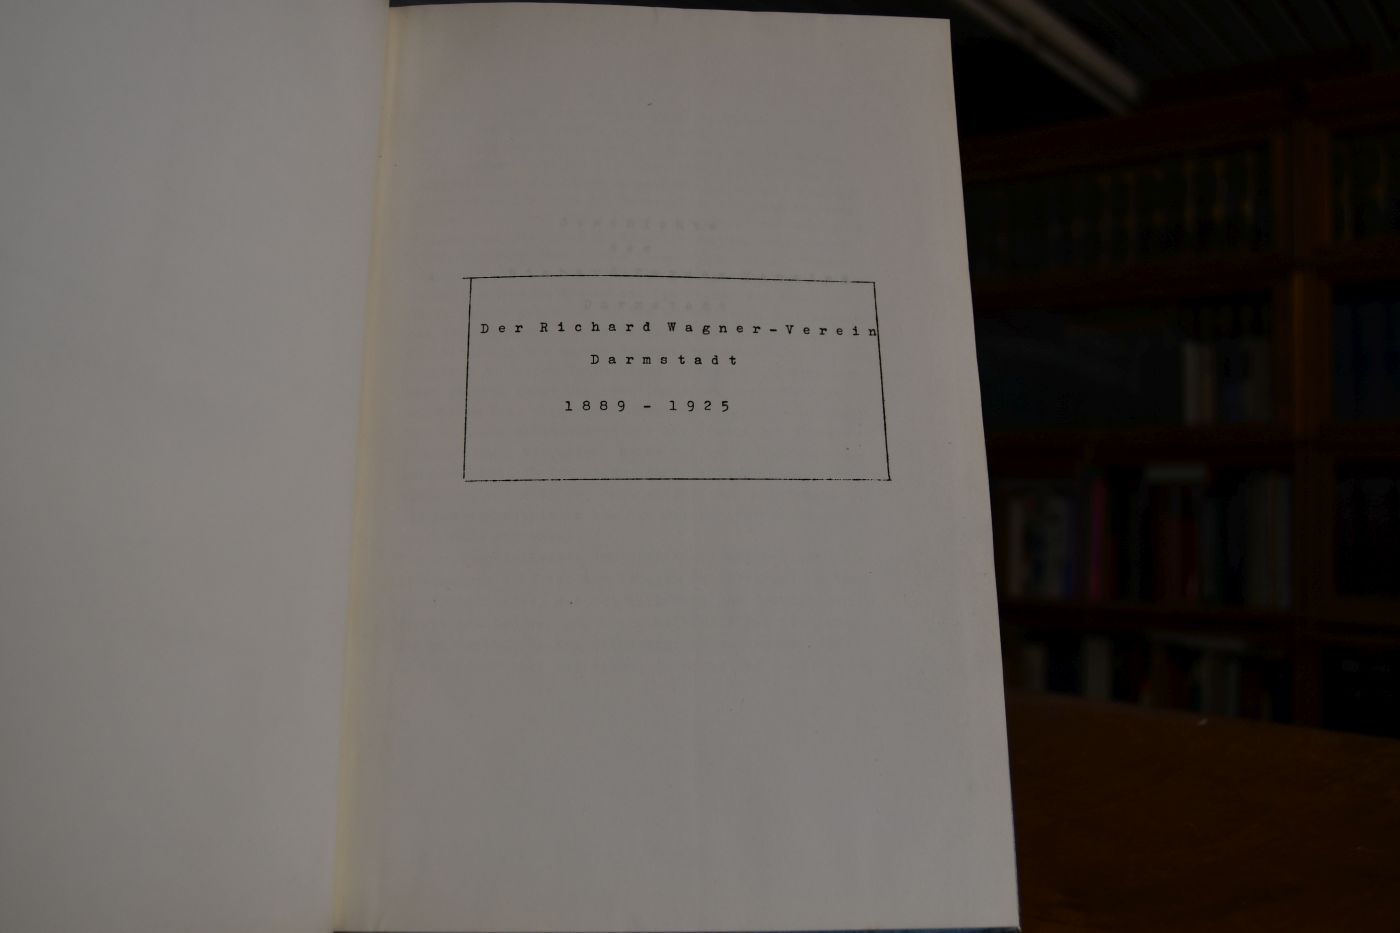 Der Richard Wagner-Verein
Darmstadt
1889 - 1925